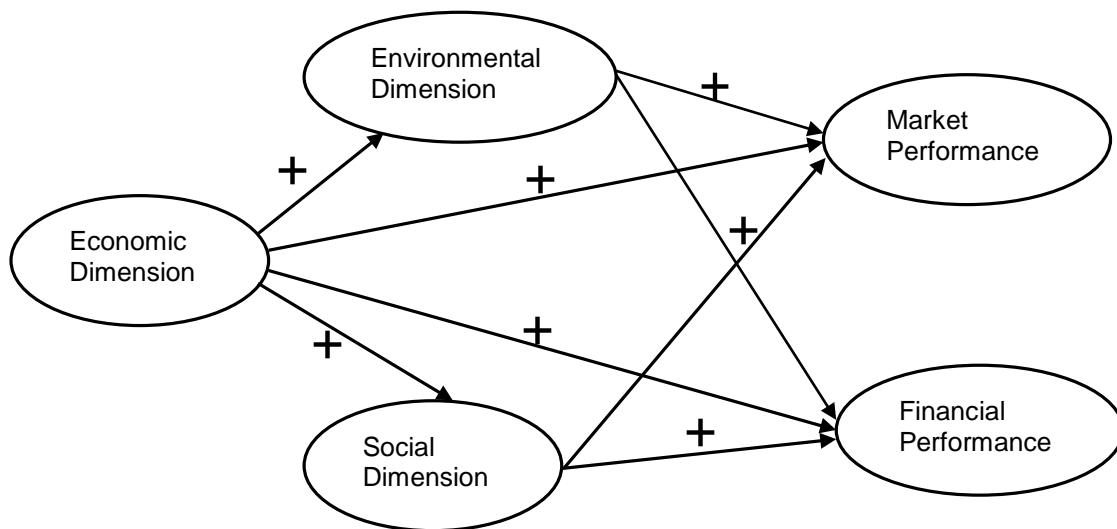 Environmental
Dimension
+
Market
Performance
+
+
Economic
Dimension
+
+
+
Social
Dimension
+
Financial
Performance